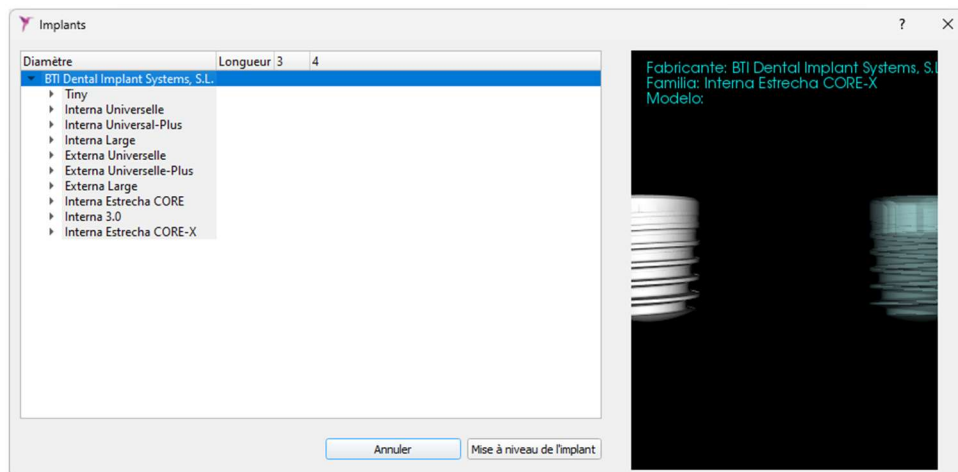 Implants
?
Diamètre Longueur 3 4
BTI Dental Implant Systems, S.L.
Tiny
Interna Universelle
Interna Universal-Plus
Interna Large
Externa Universelle
Externa Universelle-Plus
Externa Large
Interna Estrecha CORE
Interna 3.0
Interna Estrecha CORE-X
Fabricante: BTI Dental Implant Systems, S.L
Familia: Interna Estrecha CORE-X
Modelo:
Annuler Mise à niveau de l'implant